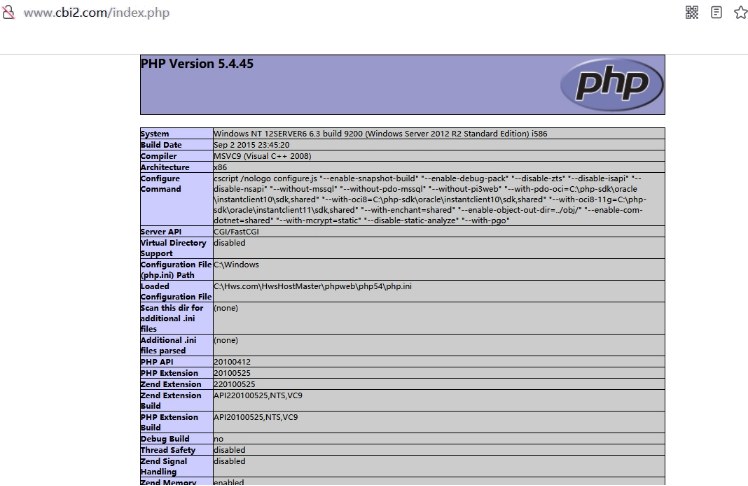 www.cbi2.com/index.php
PHP Version 5.4.45
php
System Windows NT 12SERVER6 6.3 build 9200 (Windows Server 2012 R2 Standard Edition) i586
Build Date Sep 2 2015 23:45:20
Compiler MSVC9 (Visual C++ 2008)
Architecture x86
Configure cscript /nologo configure.js "--enable-snapshot-build" "--enable-debug-pack" "--disable-zts" "--disable-isapi" "--
Command disable-nsapi" "--without-mssql" "--without-pdo-mssql" "--without-pi3web" "--with-pdo-oci=C:\php-sdk\oracle
\instantclient10\sdk,shared" "--with-oci8=C:\php-sdk\oracle\instantclient10\sdk,shared" "--with-oci8-11g=C:\php-
sdk\oracle\instantclient11\sdk,shared" "--with-enchant=shared" "--enable-object-out-dir=../obj/" "--enable-com-
dotnet=shared" "--with-mcrypt=static" "--disable-static-analyze" "--with-pgo"
Server API CGI/FastCGI
Virtual Directory disabled
Support
Configuration File C:\Windows
(php.ini) Path
Loaded C:\Hws.com\HwsHostMaster\phpweb\php54\php.ini
Configuration File
Scan this dir for (none)
additional .ini
files
Additional .ini (none)
files parsed
PHP API 20100412
PHP Extension 20100525
Zend Extension 220100525
Zend Extension API220100525,NTS,VC9
Build
PHP Extension API20100525,NTS,VC9
Build
Debug Build no
Thread Safety disabled
Zend Signal disabled
Handling
Zend Memory enabled